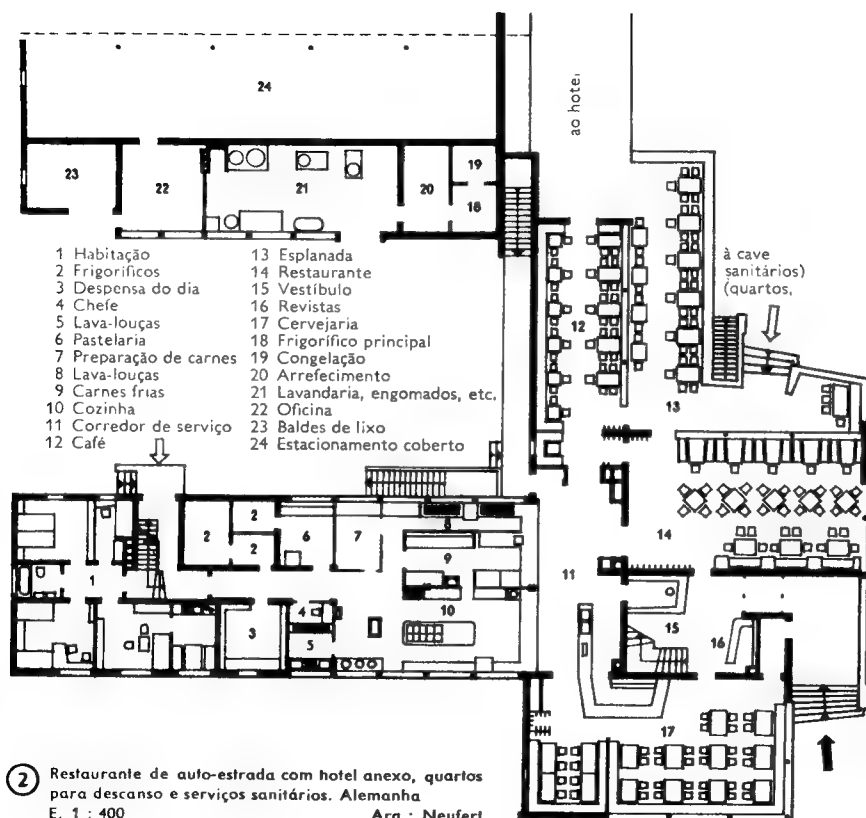 24
ao hotel
23
22
21
20
19
18
1 Habitação
2 Frigoríficos
3 Despensa do dia
4 Chefe
5 Lava-louças
6 Pastelaria
7 Preparação de carnes
8 Lava-louças
9 Carnes frias
10 Cozinha
11 Corredor de serviço
12 Café
13 Esplanada
14 Restaurante
15 Vestíbulo
16 Revistas
17 Cervejaria
18 Frigorífico principal
19 Congelação
20 Arrefecimento
21 Lavandaria, engomados, etc.
22 Oficina
23 Baldes de lixo
24 Estacionamento coberto
12
à cave
sanitários)
(quartos,
13
2
2
2
6
7
8
9
14
1
11
10
3
4
5
15
16
17
2 Restaurante de auto-estrada com hotel anexo, quartos
para descanso e serviços sanitários. Alemanha
E. 1 : 400 Arq.: Neufert